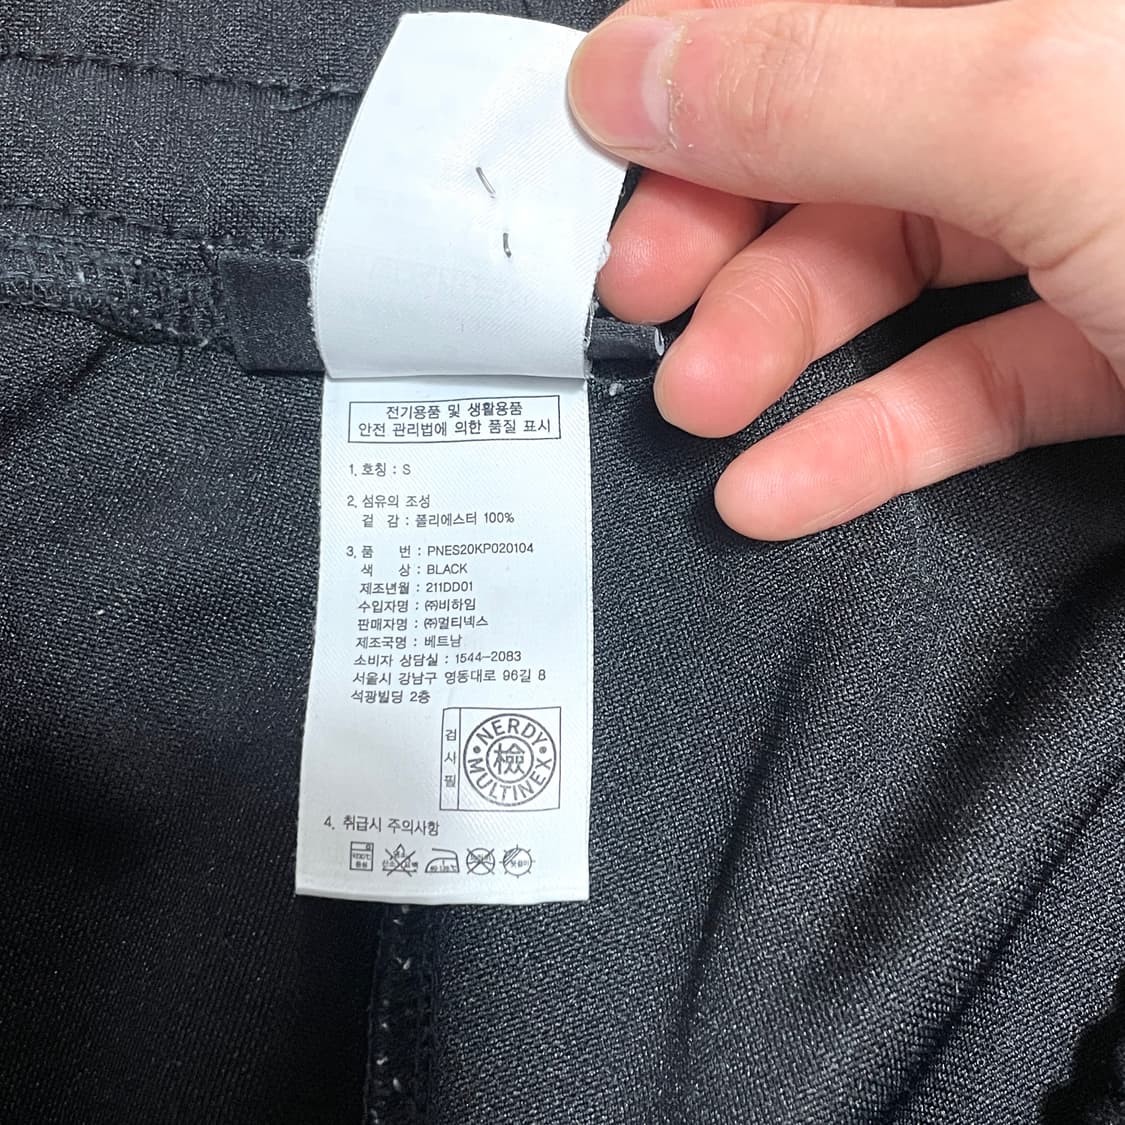 전기용품 및 생활용품
안전 관리법에 의한 품질 표시
1. 호칭 : S
2. 섬유의 조성
겉 감 : 폴리에스터 100%
3. 품 번 : PNES20KP020104
색 상 : BLACK
제조년월 : 211DD01
수입자명 : ㈜비하임
판매자명 : ㈜멀티넥스
제조국명 : 베트남
소비자 상담실 : 1544-2083
서울시 강남구 영동대로 96길 8
석광빌딩 2층
검사필
NERDY
檢
MULTINEX
4. 취급시 주의사항